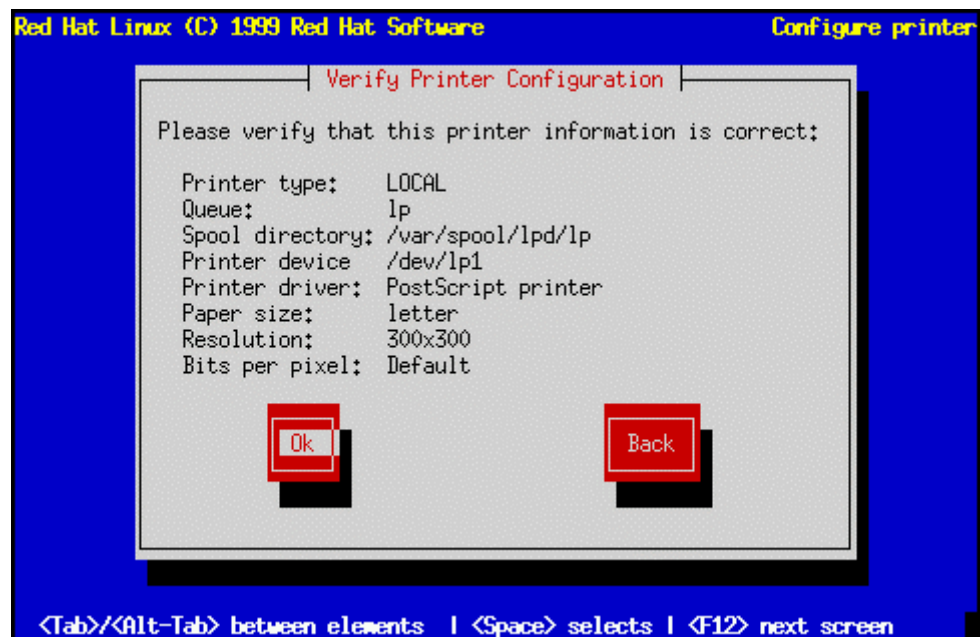 Red Hat Linux (C) 1999 Red Hat Software Configure printer
Verify Printer Configuration
Please verify that this printer information is correct:
Printer type: LOCAL
Queue: lp
Spool directory: /var/spool/lpd/lp
Printer device /dev/lp1
Printer driver: PostScript printer
Paper size: letter
Resolution: 300x300
Bits per pixel: Default
Ok Back
<Tab>/<Alt-Tab> between elements | <Space> selects | <F12> next screen